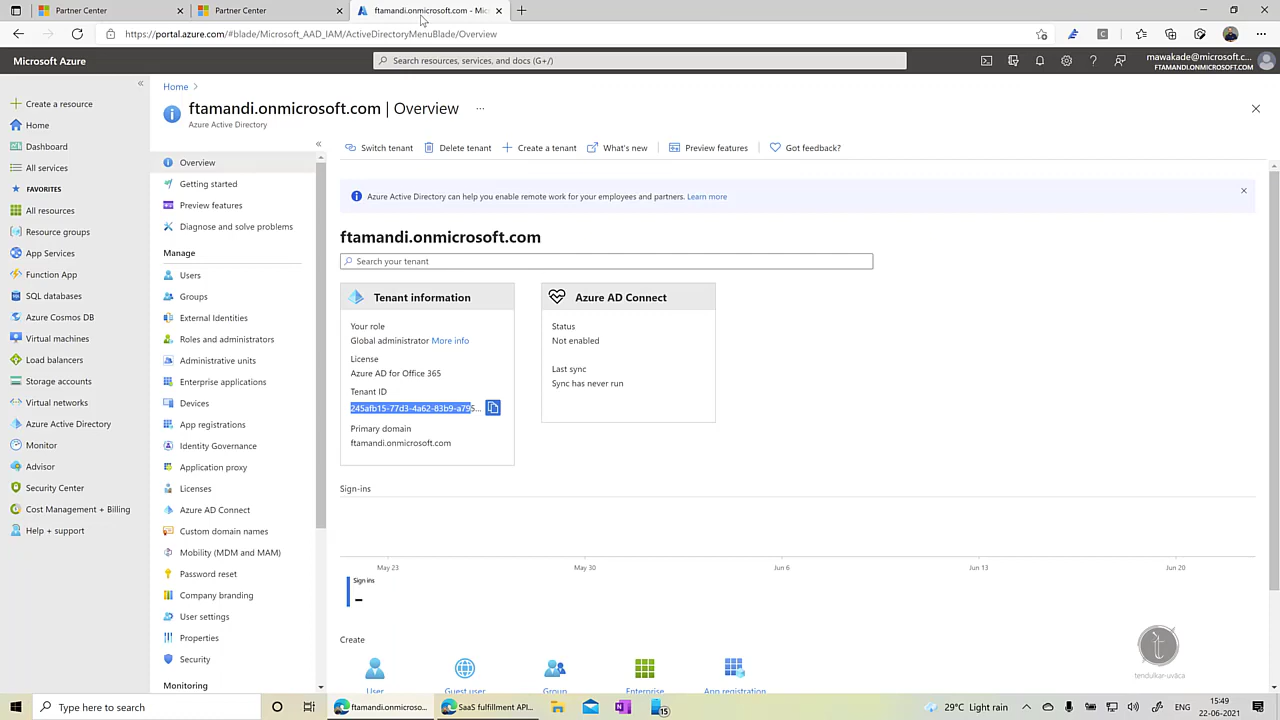 Partner Center
Partner Center
ftamandi.onmicrosoft.com - Mic
https://portal.azure.com/#blade/Microsoft_AAD_IAM/ActiveDirectoryMenuBlade/Overview
Microsoft Azure
Search resources, services, and docs (G+/)
mawakade@microsoft.c...
FTAMANDI.ONMICROSOFT.COM
Create a resource
Home
Dashboard
All services
FAVORITES
All resources
Resource groups
App Services
Function App
SQL databases
Azure Cosmos DB
Virtual machines
Load balancers
Storage accounts
Virtual networks
Azure Active Directory
Monitor
Advisor
Security Center
Cost Management + Billing
Help + support
Home
ftamandi.onmicrosoft.com | Overview
Azure Active Directory
Overview
Getting started
Preview features
Diagnose and solve problems
Manage
Users
Groups
External Identities
Roles and administrators
Administrative units
Enterprise applications
Devices
App registrations
Identity Governance
Application proxy
Licenses
Azure AD Connect
Custom domain names
Mobility (MDM and MAM)
Password reset
Company branding
User settings
Properties
Security
Monitoring
Switch tenant
Delete tenant
Create a tenant
What's new
Preview features
Got feedback?
Azure Active Directory can help you enable remote work for your employees and partners. Learn more
ftamandi.onmicrosoft.com
Search your tenant
Tenant information
Your role
Global administrator More info
License
Azure AD for Office 365
Tenant ID
245afb15-77d3-4a62-83b9-a795...
Primary domain
ftamandi.onmicrosoft.com
Azure AD Connect
Status
Not enabled
Last sync
Sync has never run
Sign-ins
May 23
May 30
Jun 6
Jun 13
Jun 20
Sign ins
--
Create
User
Guest user
Group
Enterprise
App registration
tendulkar-uvāca
Type here to search
ftamandi.onmicroso...
SaaS fulfillment API...
15
29°C Light rain
ENG
15:49
22-06-2021